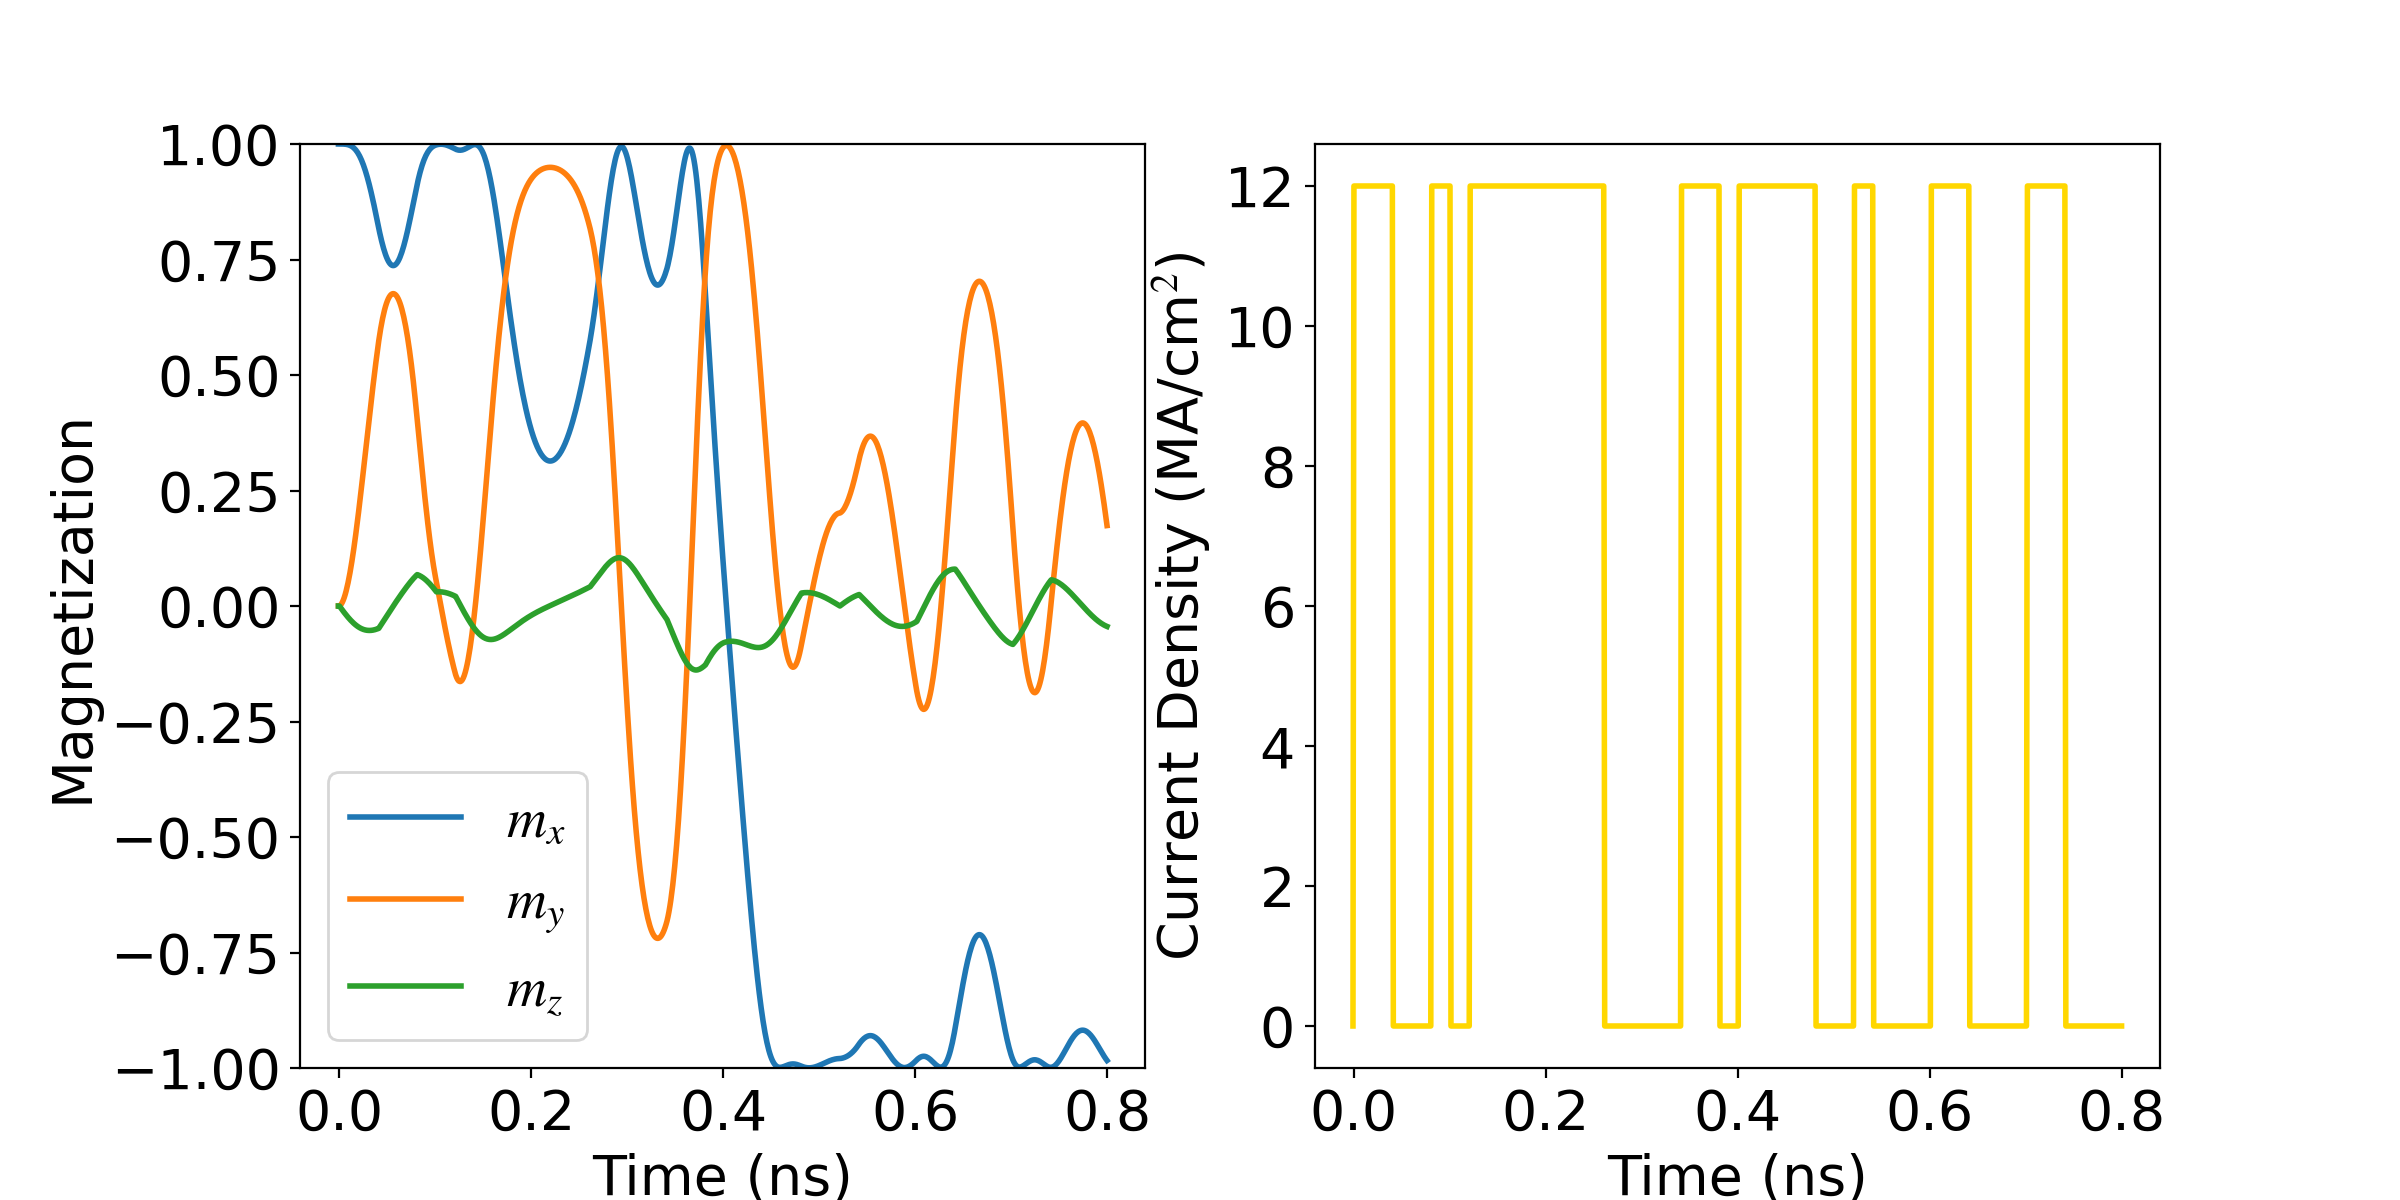 1.00
0.75
0.50
0.25
0.00
−0.25
−0.50
−0.75
−1.00
Magnetization
m_x
m_y
m_z
0.0 0.2 0.4 0.6 0.8
Time (ns)
12
10
8
6
4
2
0
Current Density (MA/cm²)
0.0 0.2 0.4 0.6 0.8
Time (ns)